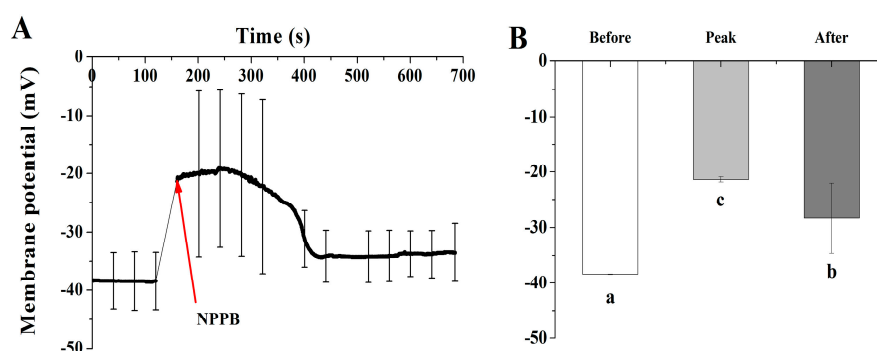 A
Time (s)
0 100 200 300 400 500 600 700
0
-10
-20
-30
-40
-50
Membrane potential (mV)
NPPB
B
Before Peak After
0
-10
-20
-30
-40
-50
a
c
b